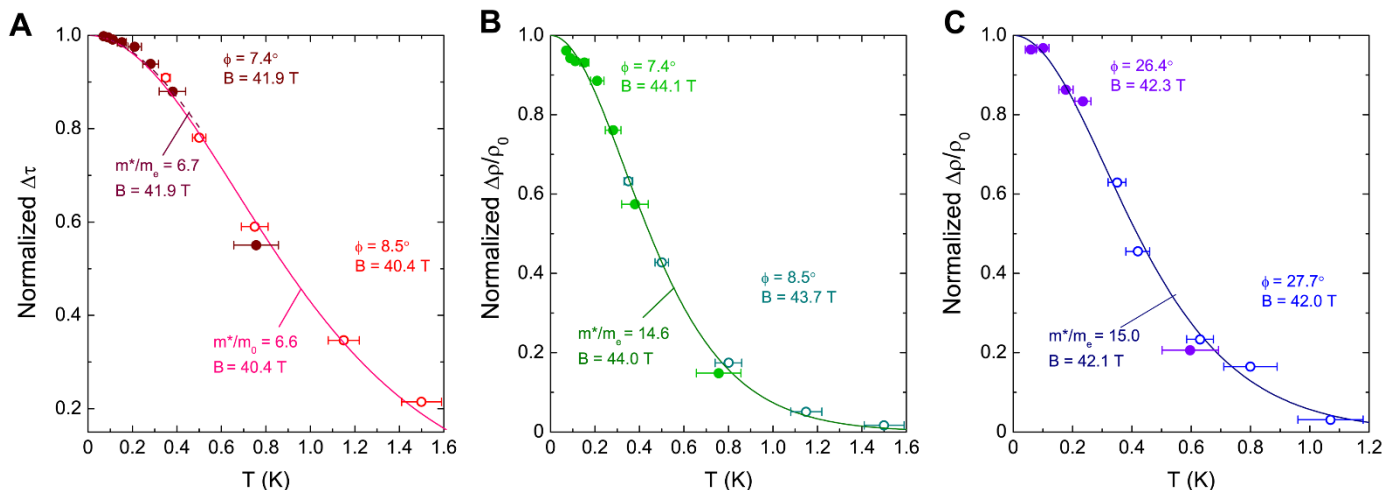 A
Normalized Δτ
1.0
0.8
0.6
0.4
0.2
ϕ = 7.4°
B = 41.9 T
m*/mₑ = 6.7
B = 41.9 T
ϕ = 8.5°
B = 40.4 T
m*/m₀ = 6.6
B = 40.4 T
0 0.2 0.4 0.6 0.8 1.0 1.2 1.4 1.6
T (K)
B
Normalized Δρ/ρ₀
1.0
0.8
0.6
0.4
0.2
0
ϕ = 7.4°
B = 44.1 T
ϕ = 8.5°
B = 43.7 T
m*/mₑ = 14.6
B = 44.0 T
0 0.2 0.4 0.6 0.8 1.0 1.2 1.4 1.6
T (K)
C
Normalized Δρ/ρ₀
1.0
0.8
0.6
0.4
0.2
0
ϕ = 26.4°
B = 42.3 T
ϕ = 27.7°
B = 42.0 T
m*/mₑ = 15.0
B = 42.1 T
0 0.2 0.4 0.6 0.8 1.0 1.2
T (K)